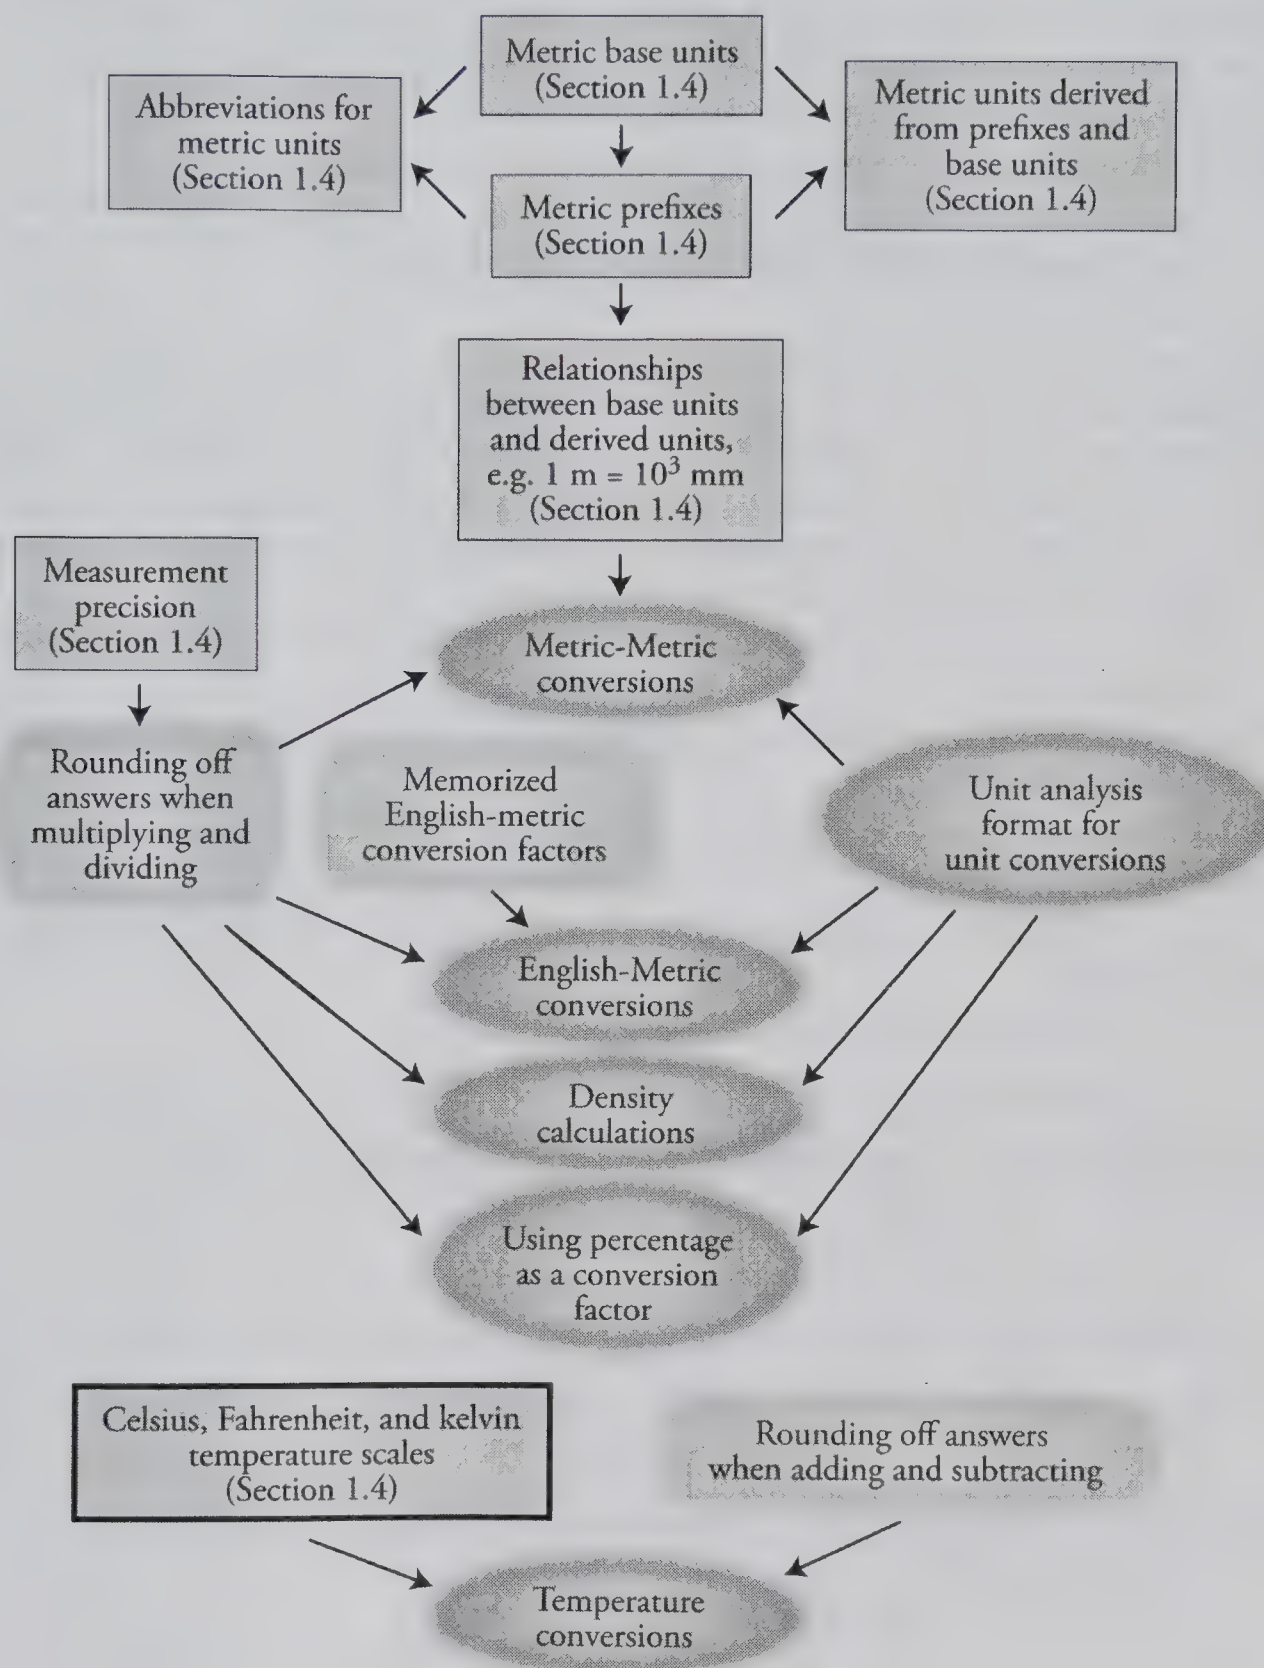 Metric base units
(Section 1.4)
Abbreviations for
metric units
(Section 1.4)
Metric units derived
from prefixes and
base units
(Section 1.4)
Metric prefixes
(Section 1.4)
Relationships
between base units
and derived units,
e.g. 1 m = 10³ mm
(Section 1.4)
Measurement
precision
(Section 1.4)
Metric-Metric
conversions
Rounding off
answers when
multiplying and
dividing
Memorized
English-metric
conversion factors
Unit analysis
format for
unit conversions
English-Metric
conversions
Density
calculations
Using percentage
as a conversion
factor
Celsius, Fahrenheit, and kelvin
temperature scales
(Section 1.4)
Rounding off answers
when adding and subtracting
Temperature
conversions